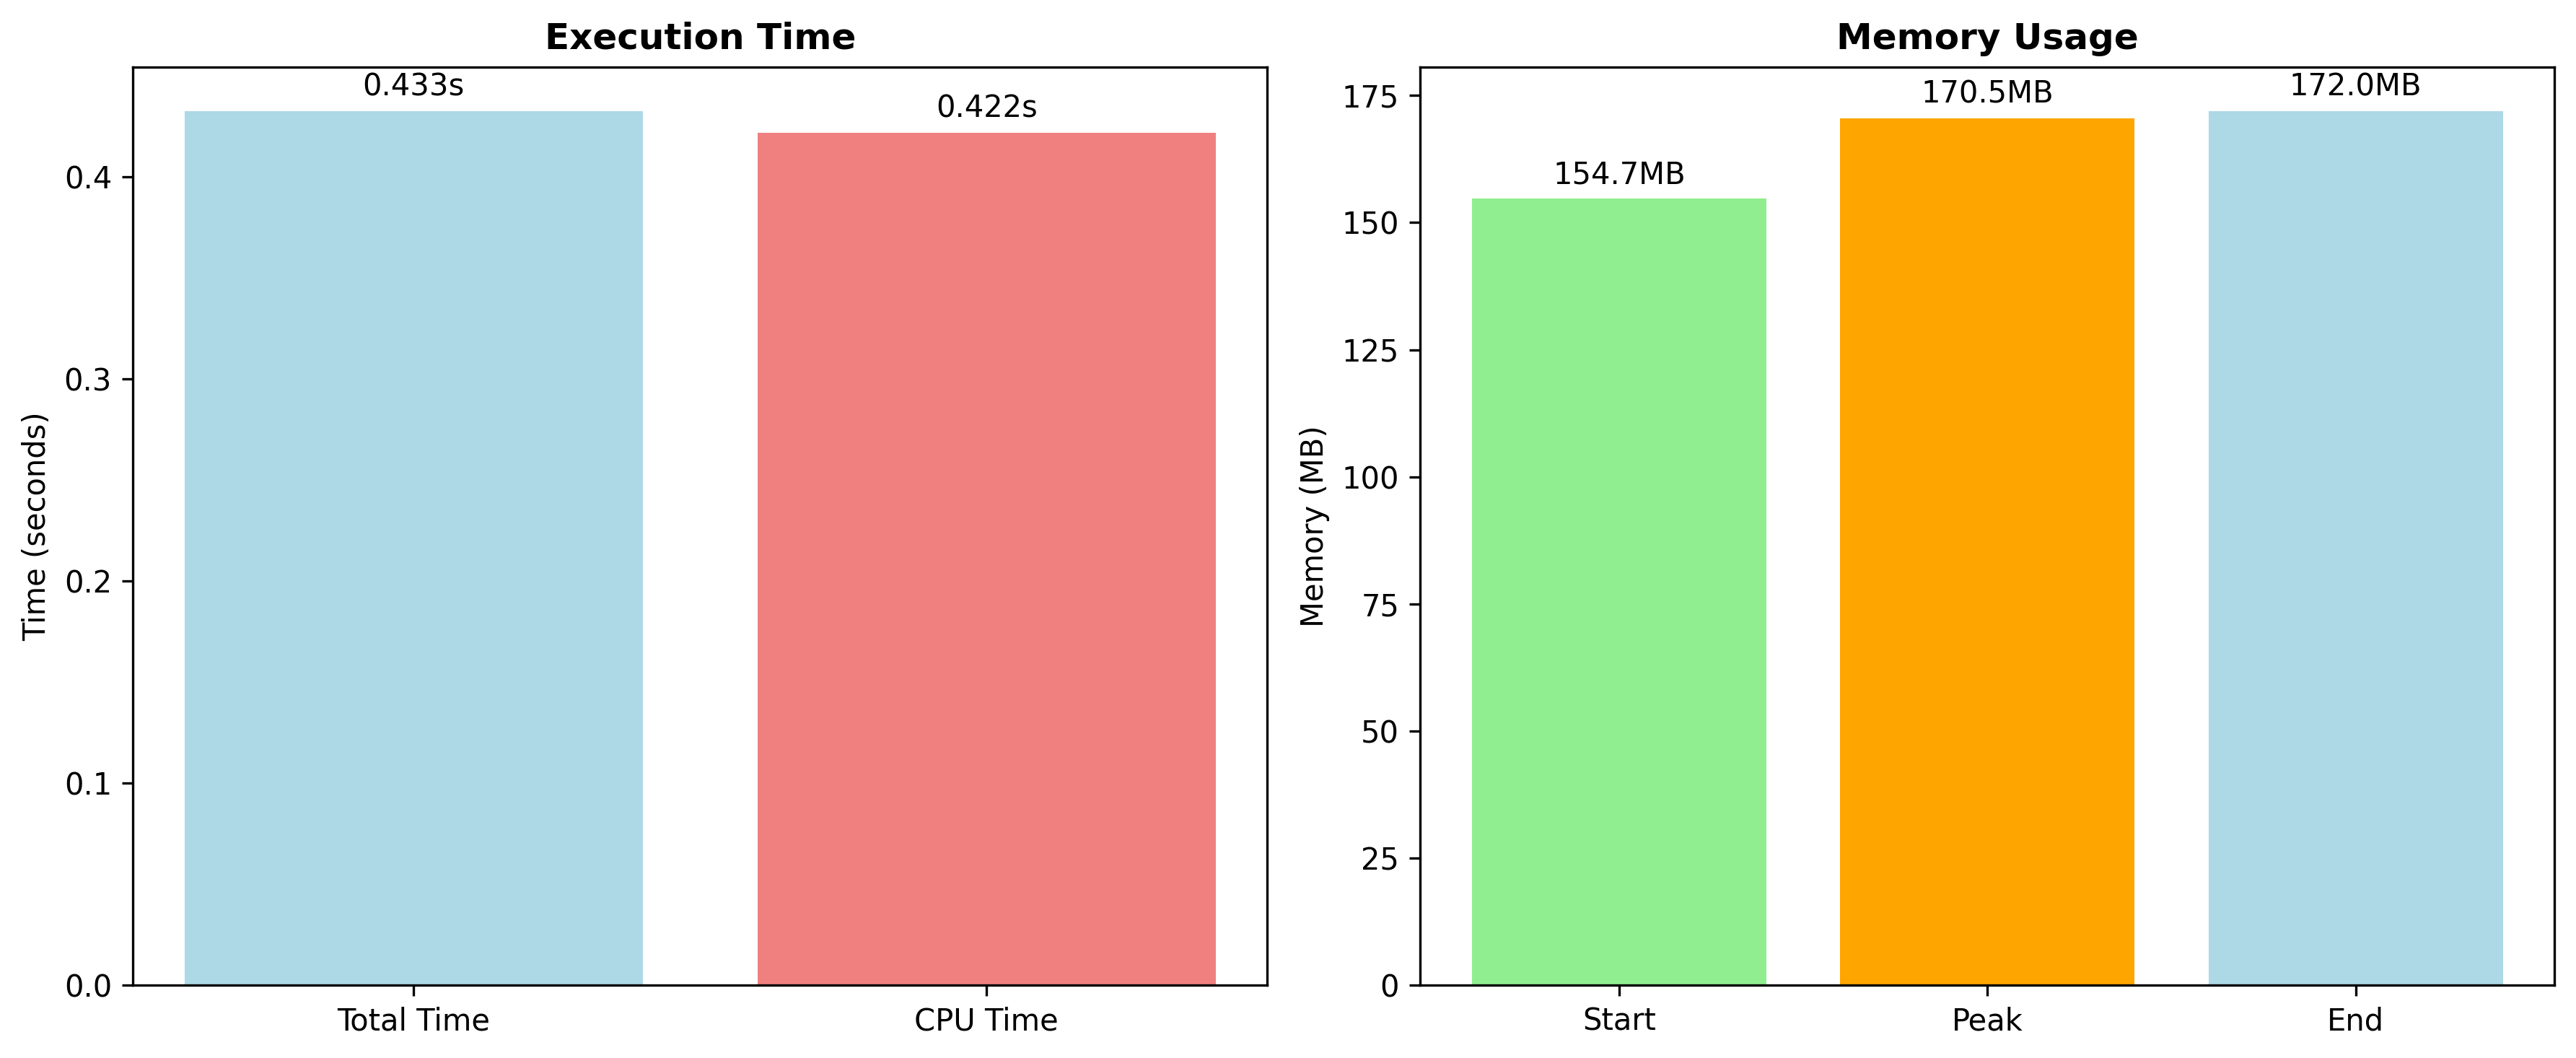 Execution Time
0.433s
0.422s
0.4
0.3
0.2
0.1
0.0
Time (seconds)
Total Time
CPU Time
Memory Usage
154.7MB
170.5MB
172.0MB
175
150
125
100
75
50
25
0
Memory (MB)
Start
Peak
End